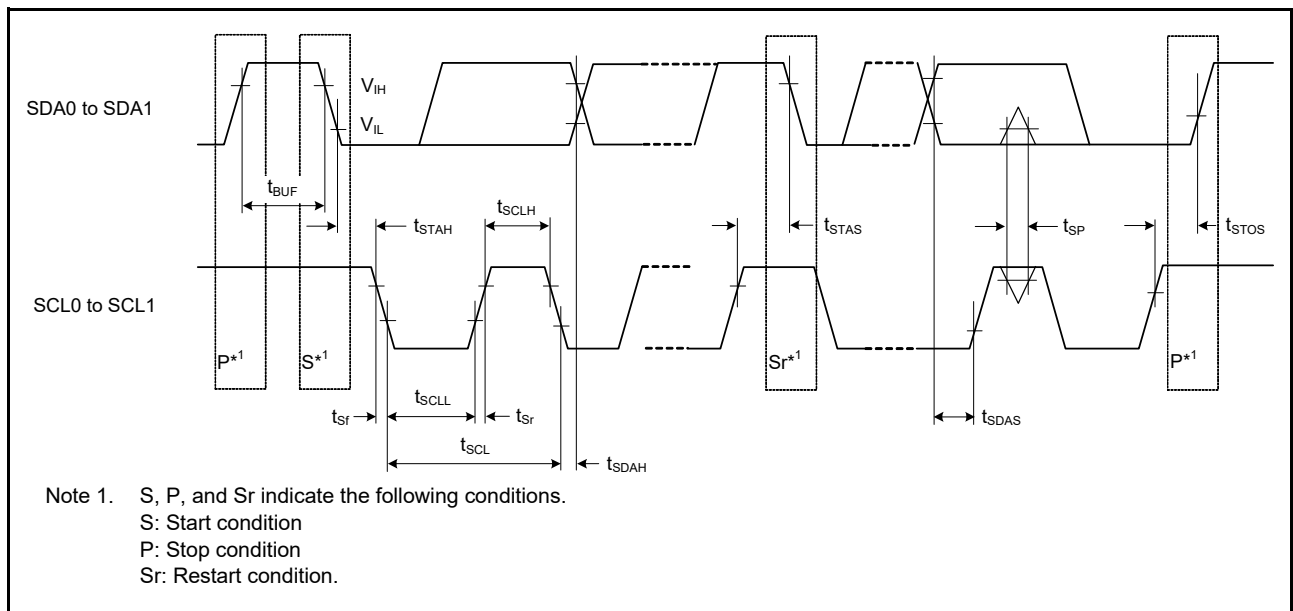 SDA0 to SDA1
VIH
VIL
tBUF
tSTAH
tSCLH
tSTAS
tSP
tSTOS
SCL0 to SCL1
P*1
S*1
Sr*1
P*1
tSf
tSCLL
tSr
tSDAS
tSCL
tSDAH
Note 1. S, P, and Sr indicate the following conditions.
S: Start condition
P: Stop condition
Sr: Restart condition.